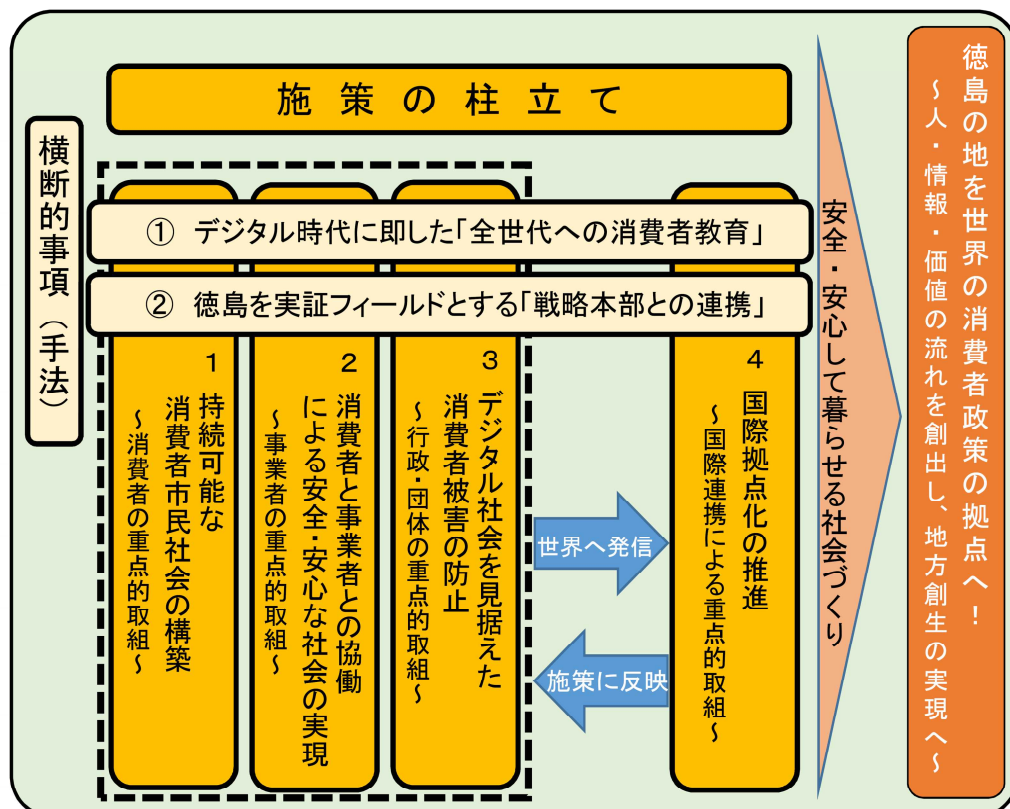 施策の柱立て
横断的事項（手法）
① デジタル時代に即した「全世代への消費者教育」
② 徳島を実証フィールドとする「戦略本部との連携」
1 持続可能な
消費者市民社会の構築
～消費者の重点的取組～
2 消費者と事業者との協働
による安全・安心な社会の実現
～事業者の重点的取組～
3 デジタル社会を見据えた
消費者被害の防止
～行政・団体の重点的取組～
世界へ発信
施策に反映
4 国際拠点化の推進
～国際連携による重点的取組～
安全・安心して暮らせる社会づくり
徳島の地を世界の消費者政策の拠点へ！
～人・情報・価値の流れを創出し、地方創生の実現へ～